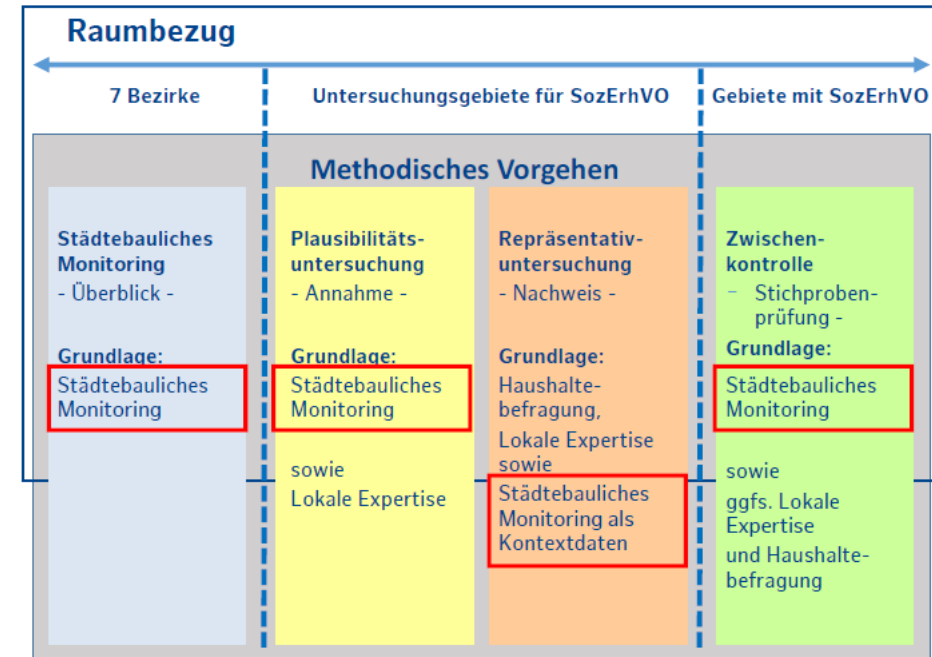 Raumbezug
7 Bezirke
Untersuchungsgebiete für SozErhVO
Gebiete mit SozErhVO
Methodisches Vorgehen
Städtebauliches
Monitoring
- Überblick -
Grundlage:
Städtebauliches
Monitoring
Plausibilitäts-
untersuchung
- Annahme -
Grundlage:
Städtebauliches
Monitoring
sowie
Lokale Expertise
Repräsentativ-
untersuchung
- Nachweis -
Grundlage:
Haushalte-
befragung,
Lokale Expertise
sowie
Städtebauliches
Monitoring als
Kontextdaten
Zwischen-
kontrolle
– Stichproben-
prüfung -
Grundlage:
Städtebauliches
Monitoring
sowie
ggfs. Lokale
Expertise
und Haushalte-
befragung